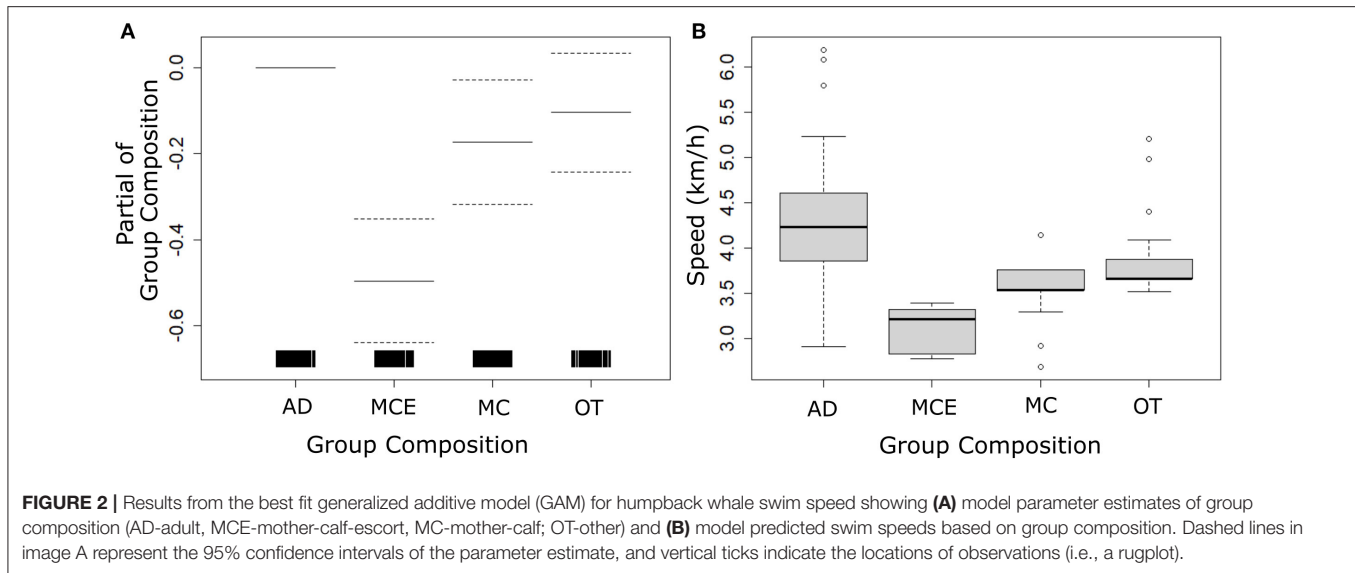 A
Partial of
Group Composition
0.0
-0.2
-0.4
-0.6
AD MCE MC OT
Group Composition
B
Speed (km/h)
6.0
5.5
5.0
4.5
4.0
3.5
3.0
AD MCE MC OT
Group Composition
FIGURE 2 | Results from the best fit generalized additive model (GAM) for humpback whale swim speed showing (A) model parameter estimates of group
composition (AD-adult, MCE-mother-calf-escort, MC-mother-calf; OT-other) and (B) model predicted swim speeds based on group composition. Dashed lines in
image A represent the 95% confidence intervals of the parameter estimate, and vertical ticks indicate the locations of observations (i.e., a rugplot).